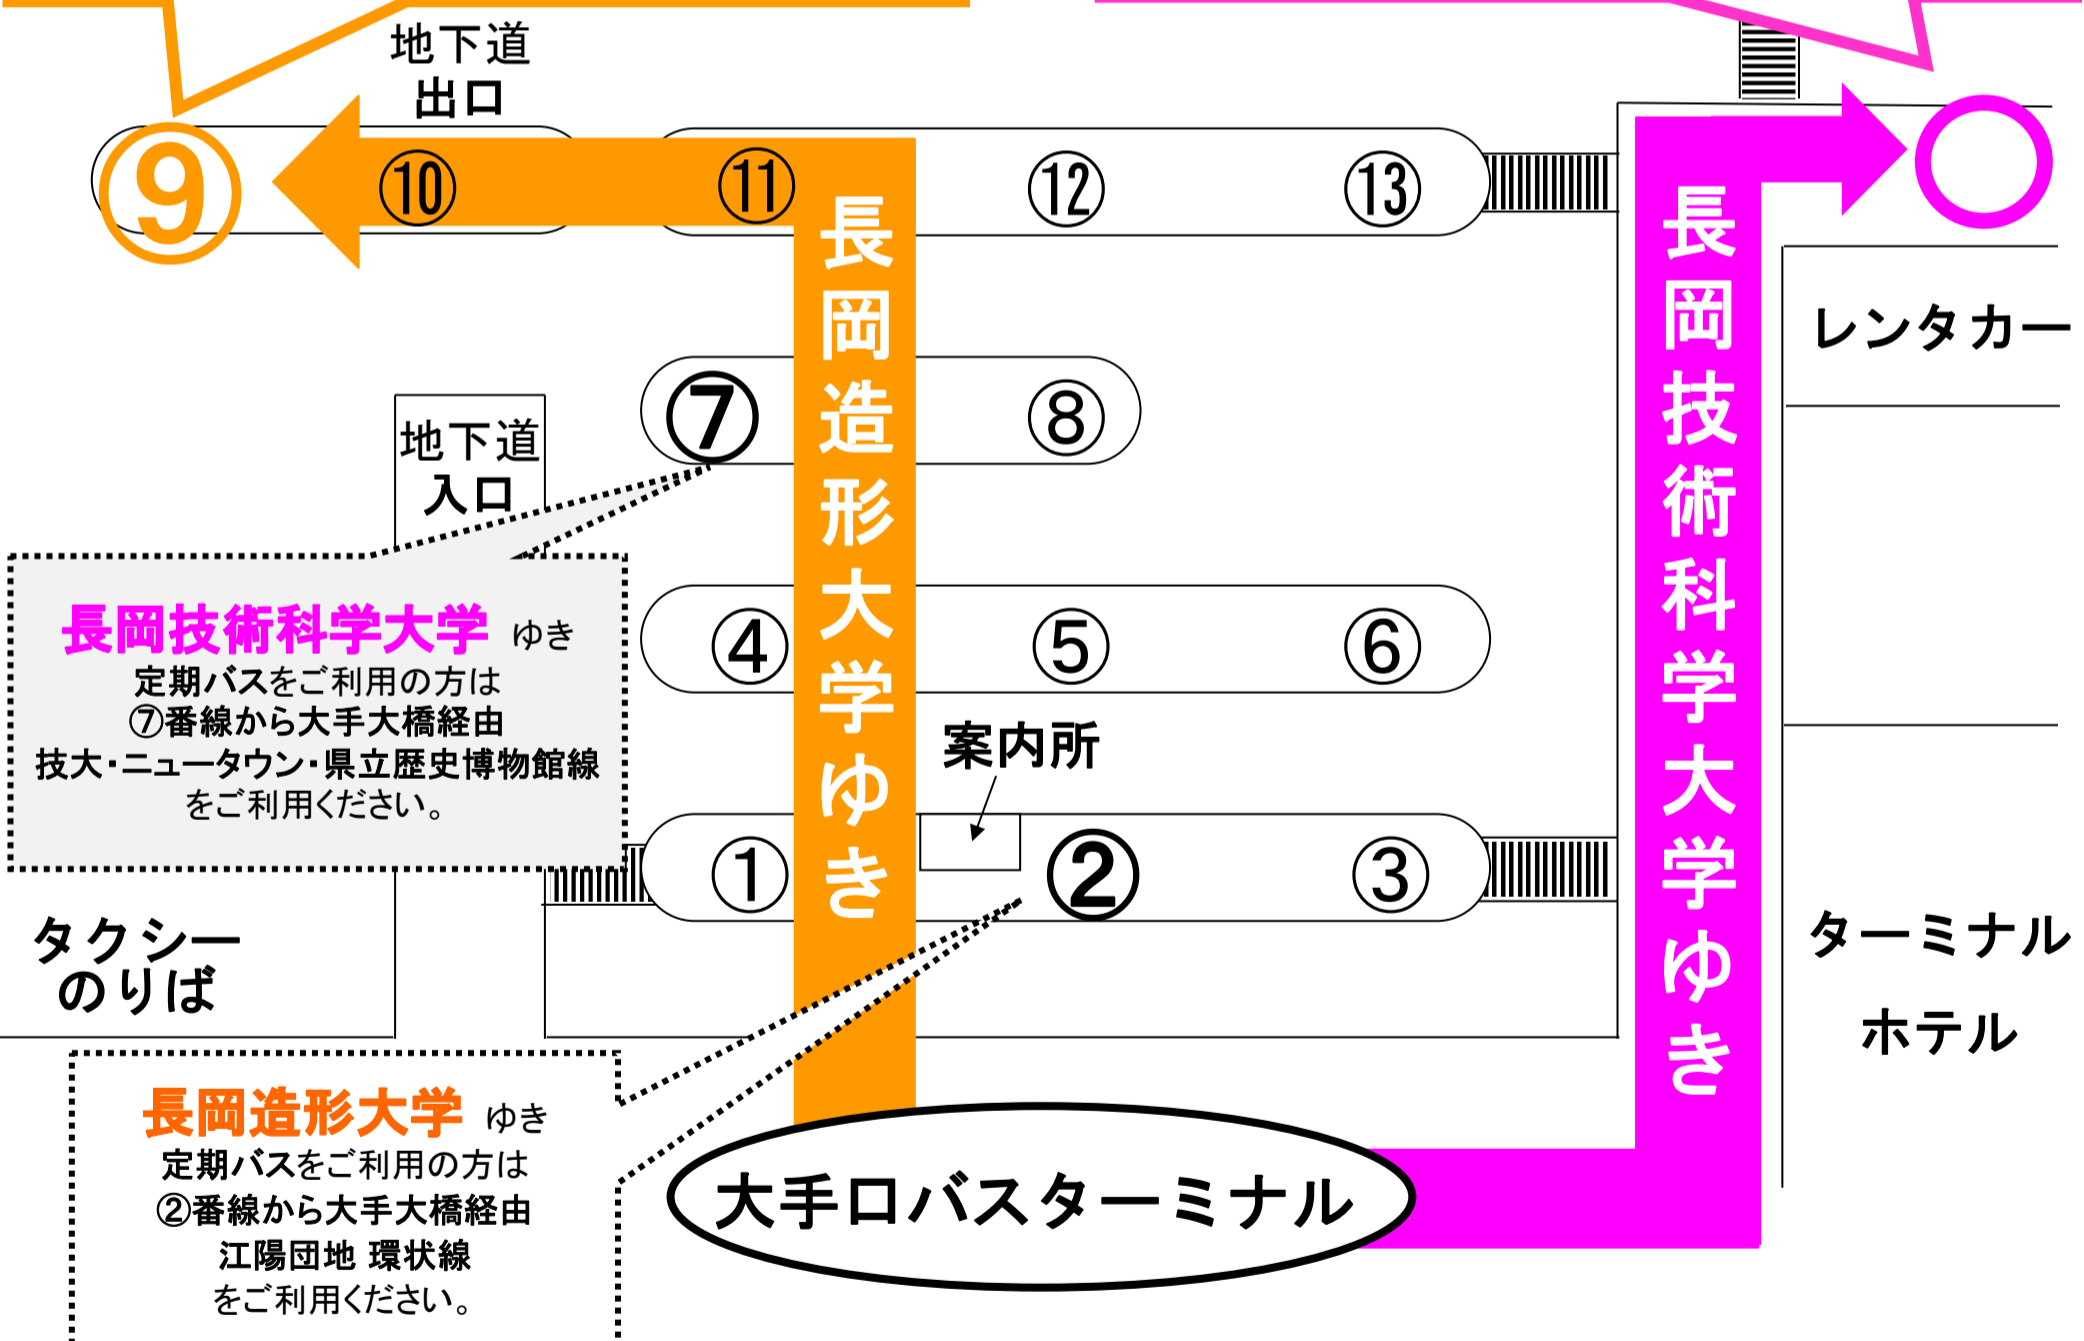 地下道
出口
⑨
⑩
⑪
⑫
⑬
長岡造形大学ゆき
長岡技術科学大学ゆき
レンタカー
⑦
⑧
地下道
入口
長岡技術科学大学 ゆき
定期バスをご利用の方は
⑦番線から大手大橋経由
技大・ニュータウン・県立歴史博物館線
をご利用ください。
④
⑤
⑥
案内所
①
②
③
タクシー
のりば
ターミナル
ホテル
長岡造形大学 ゆき
定期バスをご利用の方は
②番線から大手大橋経由
江陽団地 環状線
をご利用ください。
大手口バスターミナル